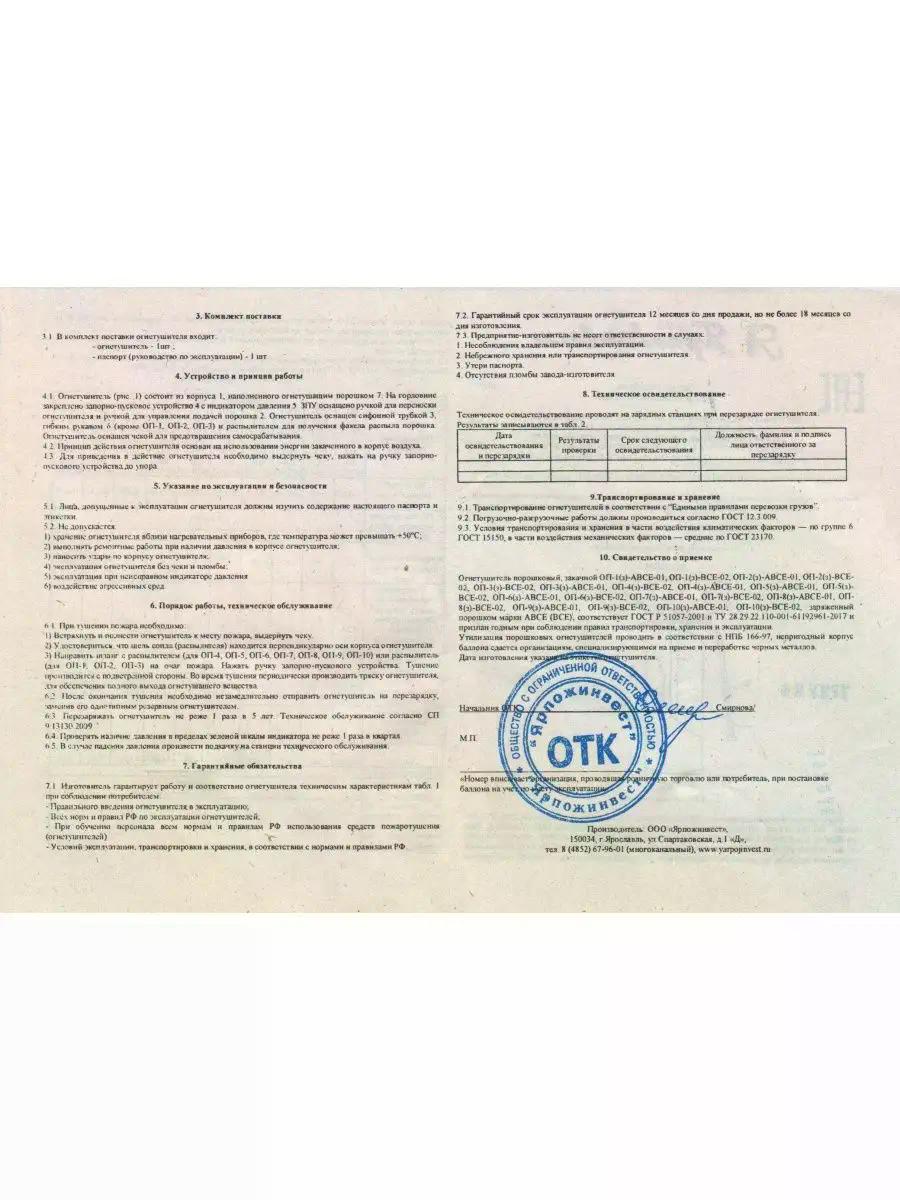 3. Комплект поставки
3.1. В комплект поставки огнетушителя входит:
- огнетушитель - 1шт.;
- паспорт (руководство по эксплуатации) - 1 шт.
4. Устройство и принцип работы
4.1. Огнетушитель (рис. 1) состоит из корпуса 1, наполненного огнетушащим порошком 7. На горловине
закреплено запорно-пусковое устройство 4 с индикатором давления 5. ЗПУ оснащено ручкой для переноски
огнетушителя и ручкой для управления подачей порошка 2. Огнетушитель оснащен сифонной трубкой 3,
гибким рукавом 6 (кроме ОП-1, ОП-2, ОП-3) и распылителем для получения факела распыла порошка.
Огнетушитель оснащен чекой для предотвращения самосрабатывания.
4.2. Принцип действия огнетушителя основан на использовании энергии закаченного в корпус воздуха.
4.3. Для приведения в действие огнетушителя необходимо выдернуть чеку, нажать на ручку запорно-
пускового устройства до упора.
5. Указание по эксплуатации и безопасности
5.1. Лица, допущенные к эксплуатации огнетушителя должны изучить содержание настоящего паспорта и
этикетки.
5.2. Не допускается:
1) хранение огнетушителя вблизи нагревательных приборов, где температура может превышать +50°С;
2) выполнять ремонтные работы при наличии давления в корпусе огнетушителя;
3) наносить удары по корпусу огнетушителя;
4) эксплуатация огнетушителя без чеки и пломбы;
5) эксплуатация при неисправном индикаторе давления
6) воздействие агрессивных сред.
6. Порядок работы, техническое обслуживание
6.1. При тушении пожара необходимо:
1) Встряхнуть и поднести огнетушитель к месту пожара, выдернуть чеку.
2) Удостовериться, что щель сопла (распылителя) находится перпендикулярно оси корпуса огнетушителя.
3) Направить шланг с распылителем (для ОП-4, ОП-5, ОП-6, ОП-7, ОП-8, ОП-9, ОП-10) или распылитель
(для ОП-1, ОП-2, ОП-3) на очаг пожара. Нажать ручку запорно-пускового устройства. Тушение
производится с подветренной стороны. Во время тушения периодически производить тряску огнетушителя,
для обеспечения полного выхода огнетушащего вещества.
6.2. После окончания тушения необходимо незамедлительно отправить огнетушитель на перезарядку,
заменив его однотипным резервным огнетушителем.
6.3. Перезаряжать огнетушитель не реже 1 раза в 5 лет. Техническое обслуживание согласно СП
9.13130.2009
6.4. Проверять наличие давления в пределах зеленой шкалы индикатора не реже 1 раза в квартал.
6.5. В случае падения давления произвести подкачку на станции технического обслуживания.
7. Гарантийные обязательства
7.1. Изготовитель гарантирует работу и соответствие огнетушителя техническим характеристикам табл. 1
при соблюдении потребителем:
- Правильного введения огнетушителя в эксплуатацию;
- Всех норм и правил РФ по эксплуатации огнетушителей;
- При обучении персонала всем нормам и правилам РФ использования средств пожаротушения
(огнетушителей)
- Условий эксплуатации, транспортировки и хранения, в соответствии с нормами и правилами РФ.
7.2. Гарантийный срок эксплуатации огнетушителя 12 месяцев со дня продажи, но не более 18 месяцев со
дня изготовления.
7.3. Предприятие-изготовитель не несет ответственности в случаях:
1. Несоблюдения владельцем правил эксплуатации.
2. Небрежного хранения или транспортирования огнетушителя.
3. Утери паспорта.
4. Отсутствия пломбы завода-изготовителя
8. Техническое освидетельствование
Техническое освидетельствование проводят на зарядных станциях при перезарядке огнетушителя.
Результаты записываются в табл. 2.
Дата освидетельствования и перезарядки
Результаты проверки
Срок следующего освидетельствования
Должность, фамилия и подпись лица ответственного за перезарядку
9.Транспортирование и хранение
9.1. Транспортирование огнетушителей в соответствии с "Едиными правилами перевозки грузов".
9.2. Погрузочно-разгрузочные работы должны производиться согласно ГОСТ 12.3.009.
9.3. Условия транспортирования и хранения в части воздействия климатических факторов — по группе 6
ГОСТ 15150, в части воздействия механических факторов — средние по ГОСТ 23170.
10. Свидетельство о приемке
Огнетушитель порошковый, закачной ОП-1(з)-АВСЕ-01, ОП-1(з)-ВСЕ-02, ОП-2(з)-АВСЕ-01, ОП-2(з)-ВСЕ-
02, ОП-3(з)-ВСЕ-02, ОП-3(з)-АВСЕ-01, ОП-4(з)-ВСЕ-02, ОП-4(з)-АВСЕ-01, ОП-5(з)-АВСЕ-01, ОП-5(з)-
ВСЕ-02, ОП-6(з)-АВСЕ-01, ОП-6(з)-ВСЕ-02, ОП-7(з)-АВСЕ-01, ОП-7(з)-ВСЕ-02, ОП-8(з)-АВСЕ-01, ОП-
8(з)-ВСЕ-02, ОП-9(з)-АВСЕ-01, ОП-9(з)-ВСЕ-02, ОП-10(з)-АВСЕ-01, ОП-10(з)-ВСЕ-02, заряженный
порошком марки АВСЕ (ВСЕ), соответствует ГОСТ Р 51057-2001 и ТУ 28.29.22.110-001-61192961-2017 и
признан годным при соблюдении правил транспортировки, хранения и эксплуатации.
Утилизация порошковых огнетушителей проводить в соответствии с НПБ 166-97, непригодный корпус
баллона сдается организациям, специализирующимся на приеме и переработке черных металлов.
Дата изготовления указана на этикетке огнетушителя.
Начальник ОТК Смирнова/
М.П.
ОБЩЕСТВО С ОГРАНИЧЕННОЙ ОТВЕТСТВЕННОСТЬЮ
"Ярпожинвест"
ОТК
"Ярпожинвест"
«Номер вписывает организация, проводящая розничную торговлю или потребитель, при постановке
баллона на учет по месту эксплуатации»
Производитель: ООО «Ярпожинвест»,
150034, г.Ярославль, ул.Спартаковская, д.1 «Д»,
тел. 8 (4852) 67-96-01 (многоканальный), www.yarpojinvest.ru